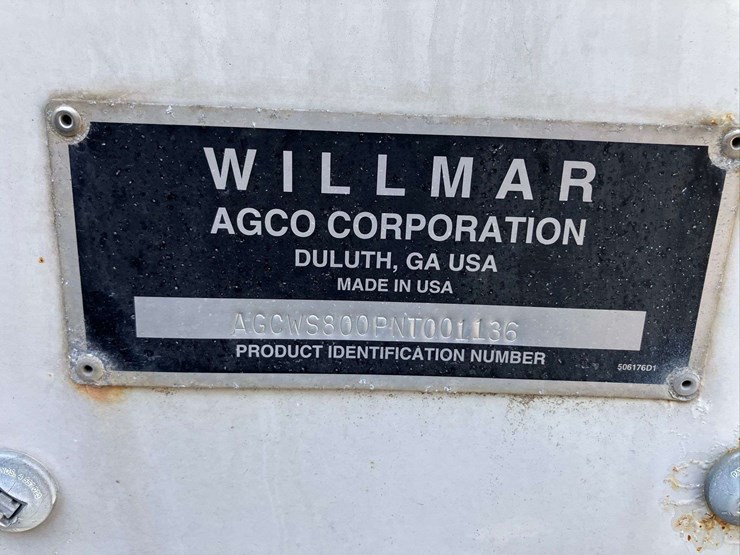 WILLMAR
AGCO CORPORATION
DULUTH, GA USA
MADE IN USA
AGCWS800PNT001136
PRODUCT IDENTIFICATION NUMBER
506176D1